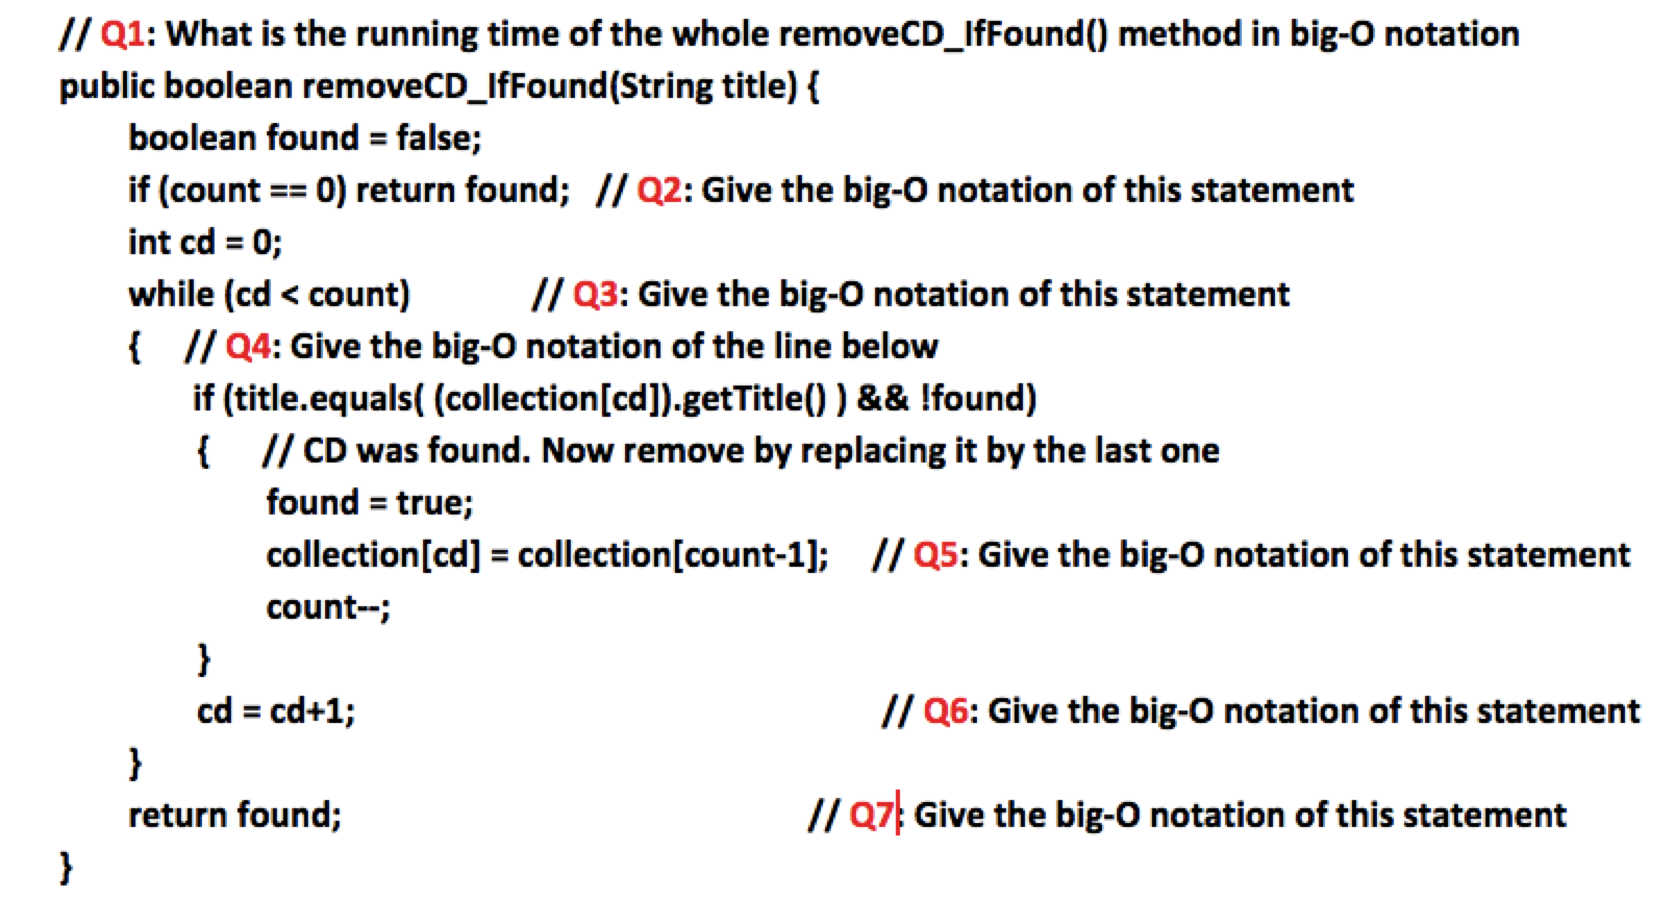 // Q1: What is the running time of the whole removeCD_IfFound() method in big-O notation
public boolean removeCD_IfFound(String title) {
boolean found = false;
if (count == 0) return found; // Q2: Give the big-O notation of this statement
int cd = 0;
while (cd < count) // Q3: Give the big-O notation of this statement
{ // Q4: Give the big-O notation of the line below
if (title.equals( (collection[cd]).getTitle() ) && !found)
{ // CD was found. Now remove by replacing it by the last one
found = true;
collection[cd] = collection[count-1]; // Q5: Give the big-O notation of this statement
count--;
}
cd = cd+1; // Q6: Give the big-O notation of this statement
}
return found; // Q7: Give the big-O notation of this statement
}